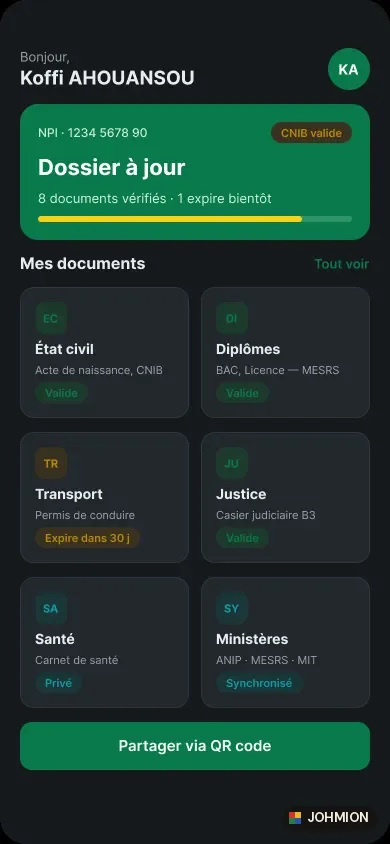 Bonjour,
Koffi AHOUANSOU
KA
NPI · 1234 5678 90
CNIB valide
Dossier à jour
8 documents vérifiés · 1 expire bientôt
Mes documents
Tout voir
EC
État civil
Acte de naissance, CNIB
Valide
DI
Diplômes
BAC, Licence — MESRS
Valide
TR
Transport
Permis de conduire
Expire dans 30 j
JU
Justice
Casier judiciaire B3
Valide
SA
Santé
Carnet de santé
Privé
SY
Ministères
ANIP · MESRS · MIT
Synchronisé
Partager via QR code
JOHMION